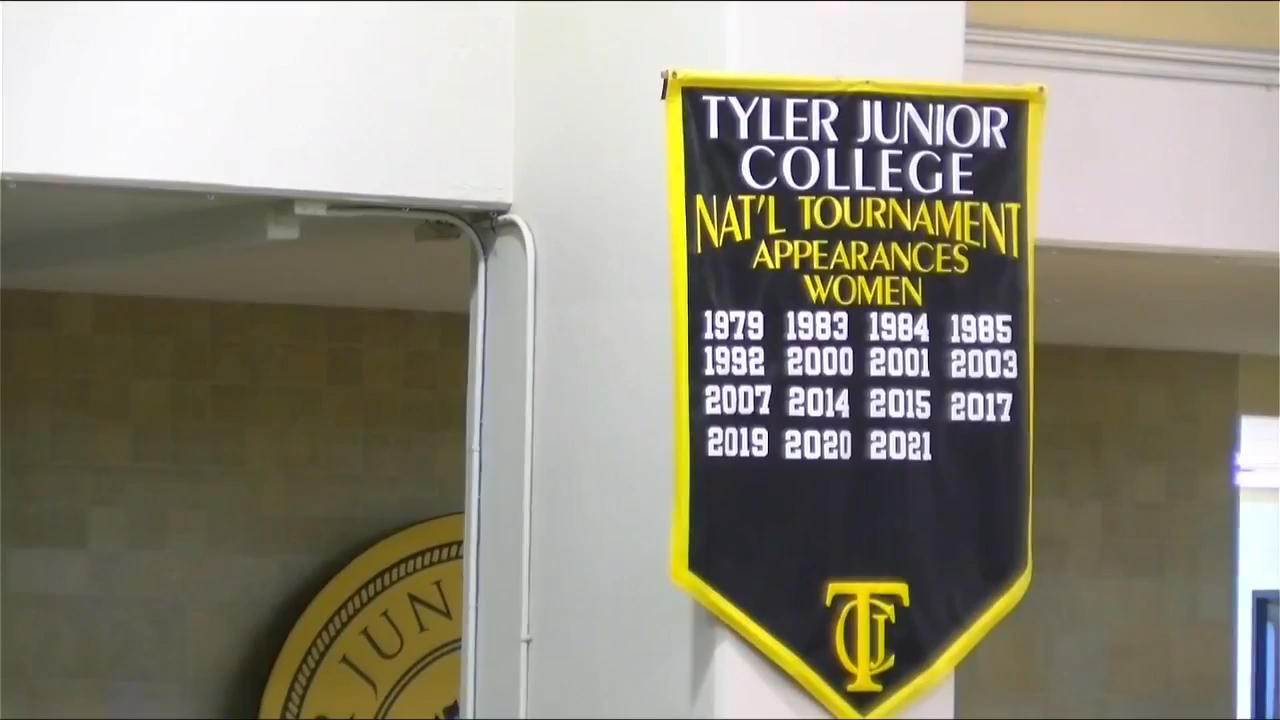 TYLER JUNIOR
COLLEGE
NAT'L TOURNAMENT
APPEARANCES
WOMEN
1979 1983 1984 1985
1992 2000 2001 2003
2007 2014 2015 2017
2019 2020 2021
TJC
JUN